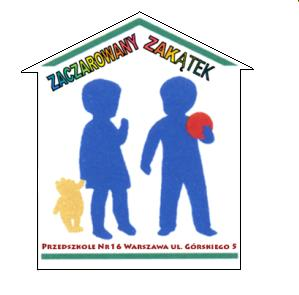 ZACZAROWANY ZAKĄTEK
PRZEDSZKOLE NR16 WARSZAWA UL. GÓRSKIEGO 5